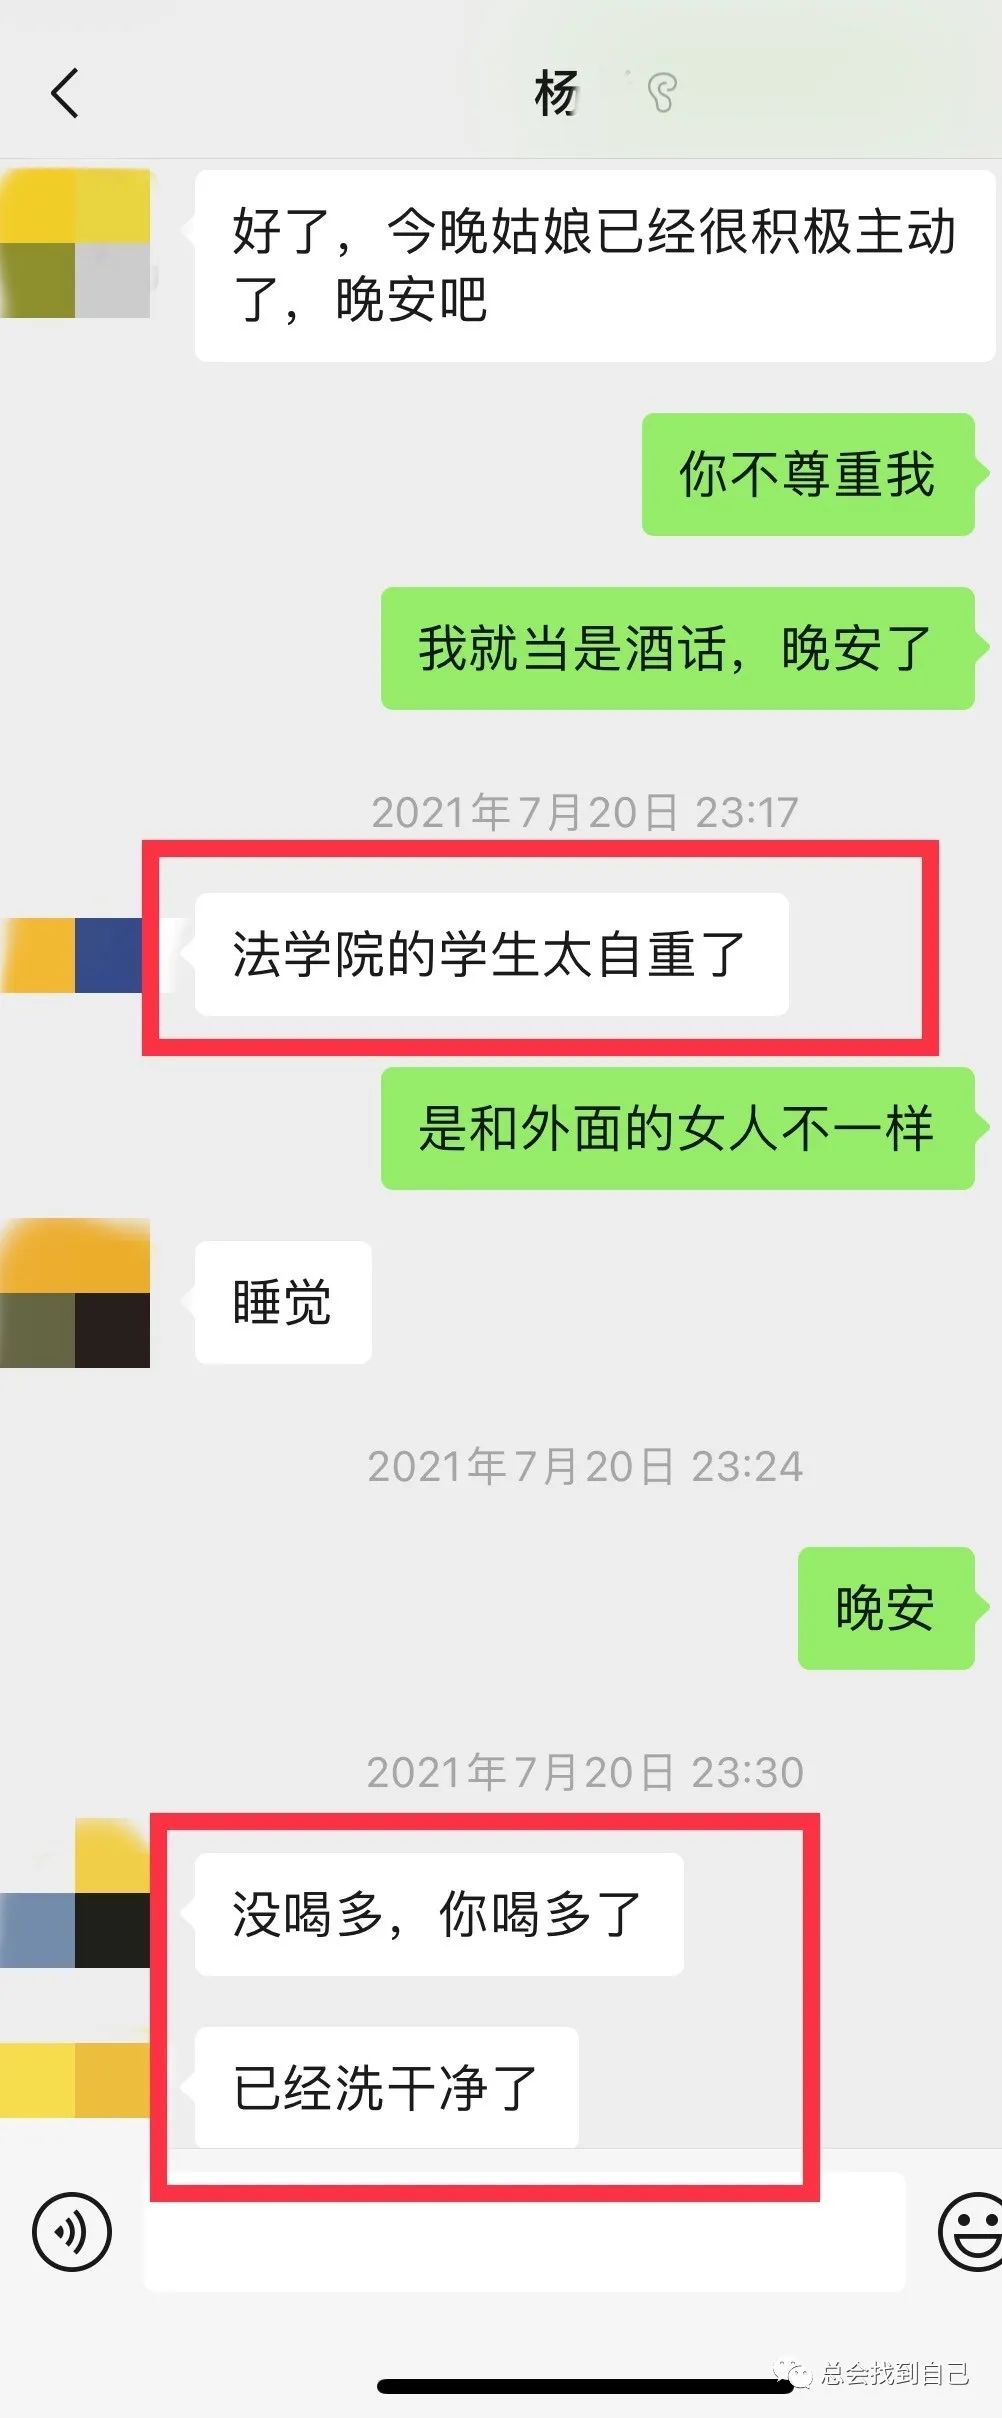 杨
好了，今晚姑娘已经很积极主动
了，晚安吧
你不尊重我
我就当是酒话，晚安了
2021年7月20日 23:17
法学院的学生太自重了
是和外面的女人不一样
睡觉
2021年7月20日 23:24
晚安
2021年7月20日 23:30
没喝多，你喝多了
已经洗干净了
总会找到自己